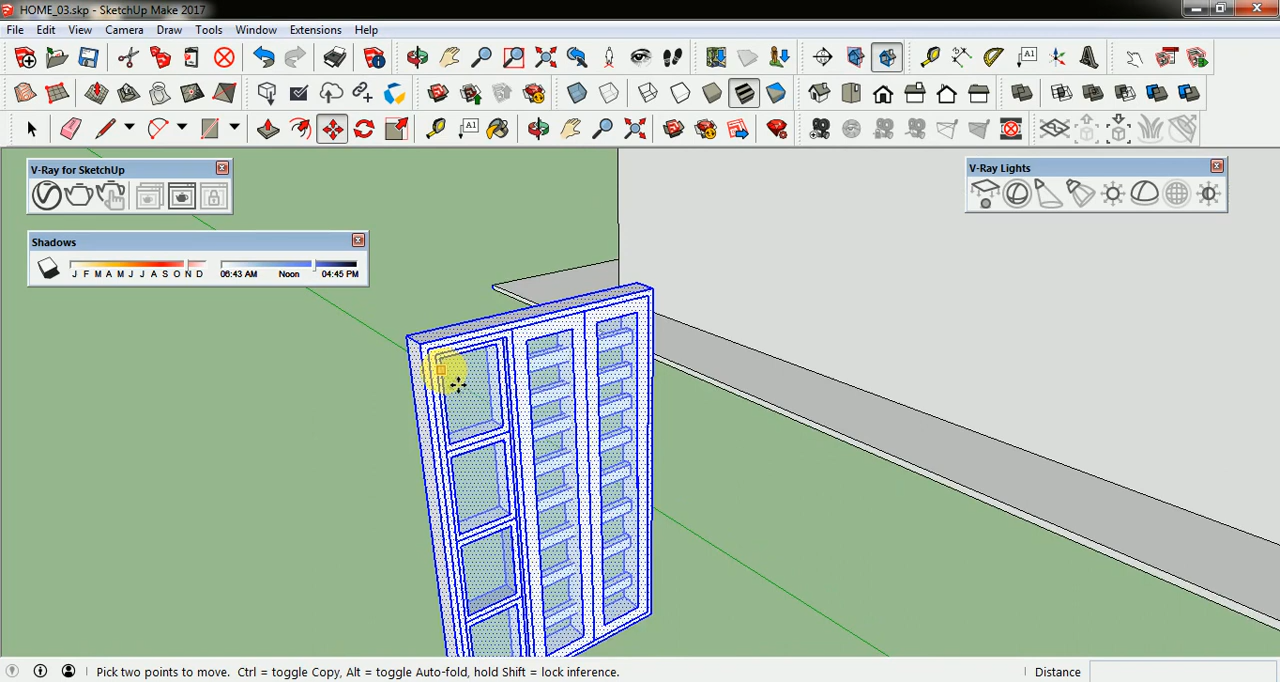 HOME_03.skp - SketchUp Make 2017
File Edit View Camera Draw Tools Window Extensions Help
A1
A1
V-Ray for SketchUp
V-Ray Lights
Shadows
J F M A M J J A S O N D
06:43 AM Noon 04:45 PM
Pick two points to move. Ctrl = toggle Copy, Alt = toggle Auto-fold, hold Shift = lock inference.
Distance